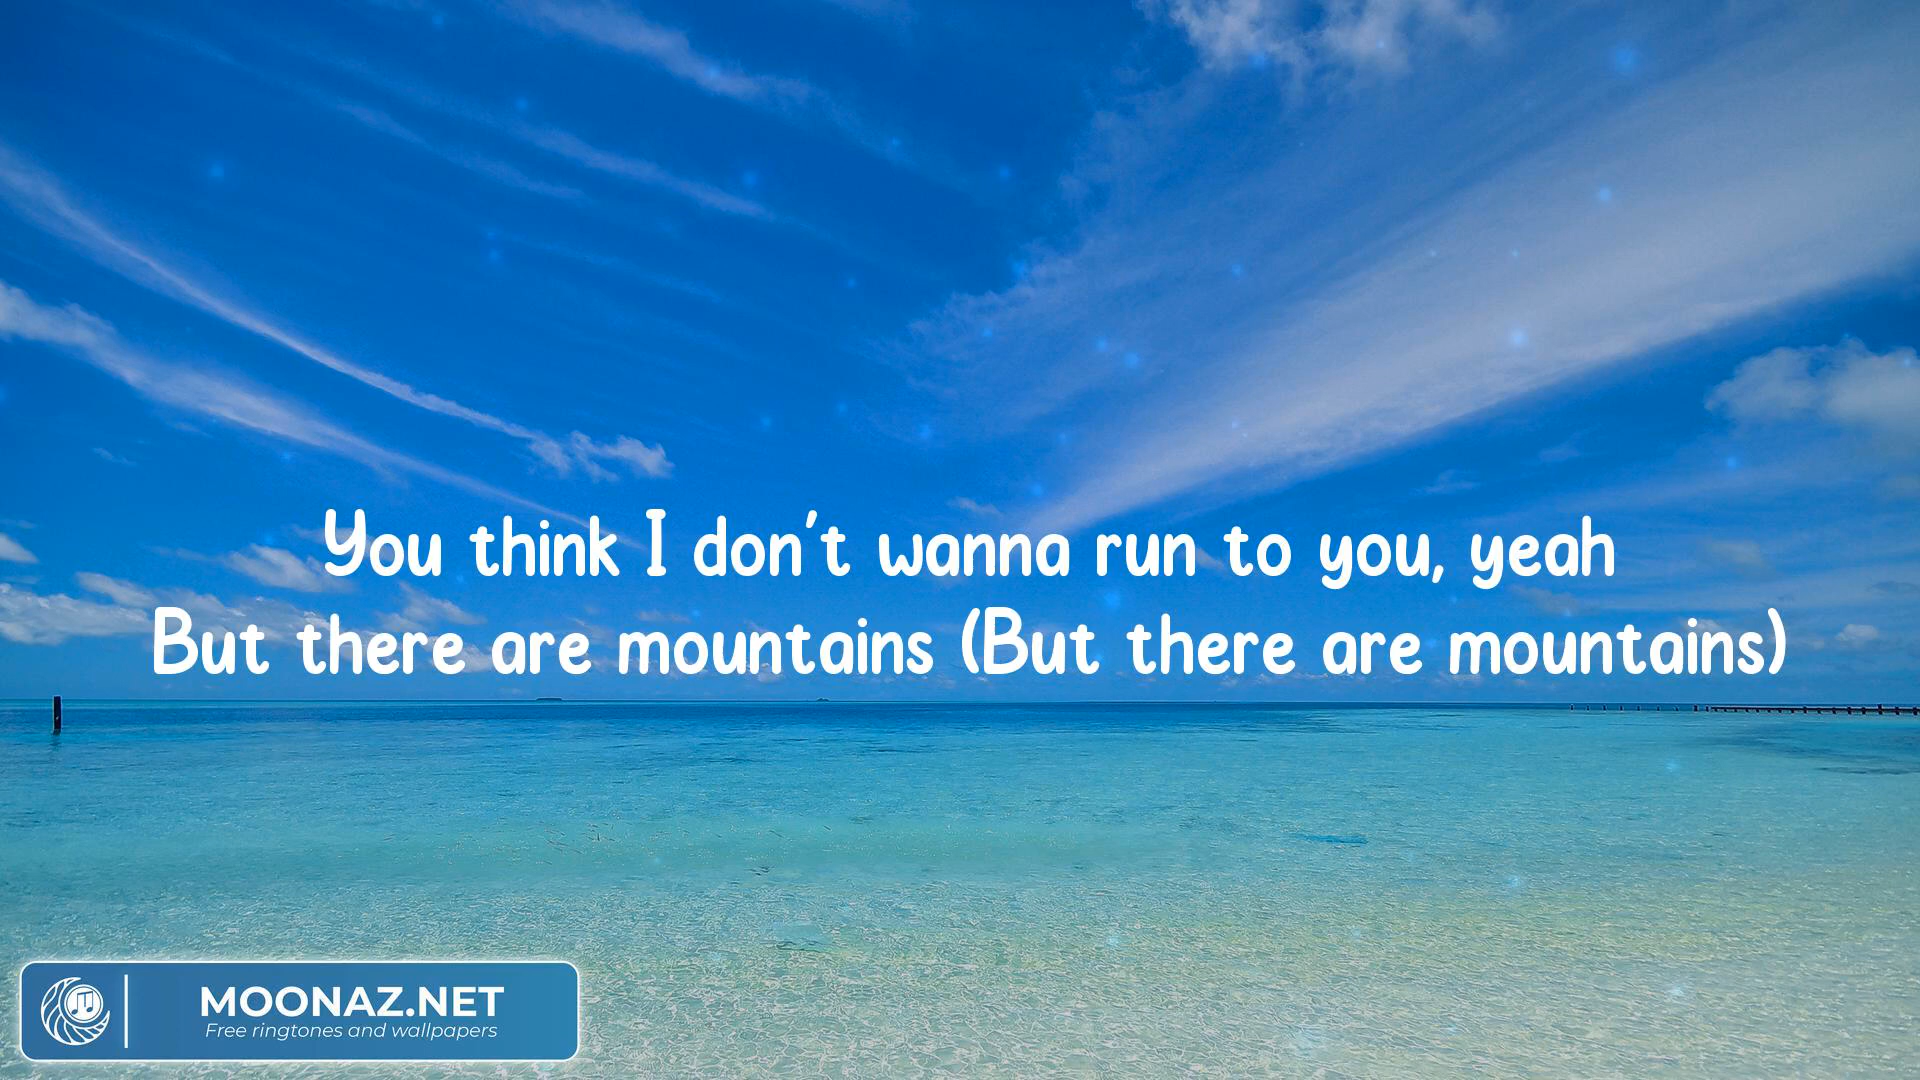 You think I don't wanna run to you, yeah
But there are mountains (But there are mountains)
MOONAZ.NET
Free ringtones and wallpapers